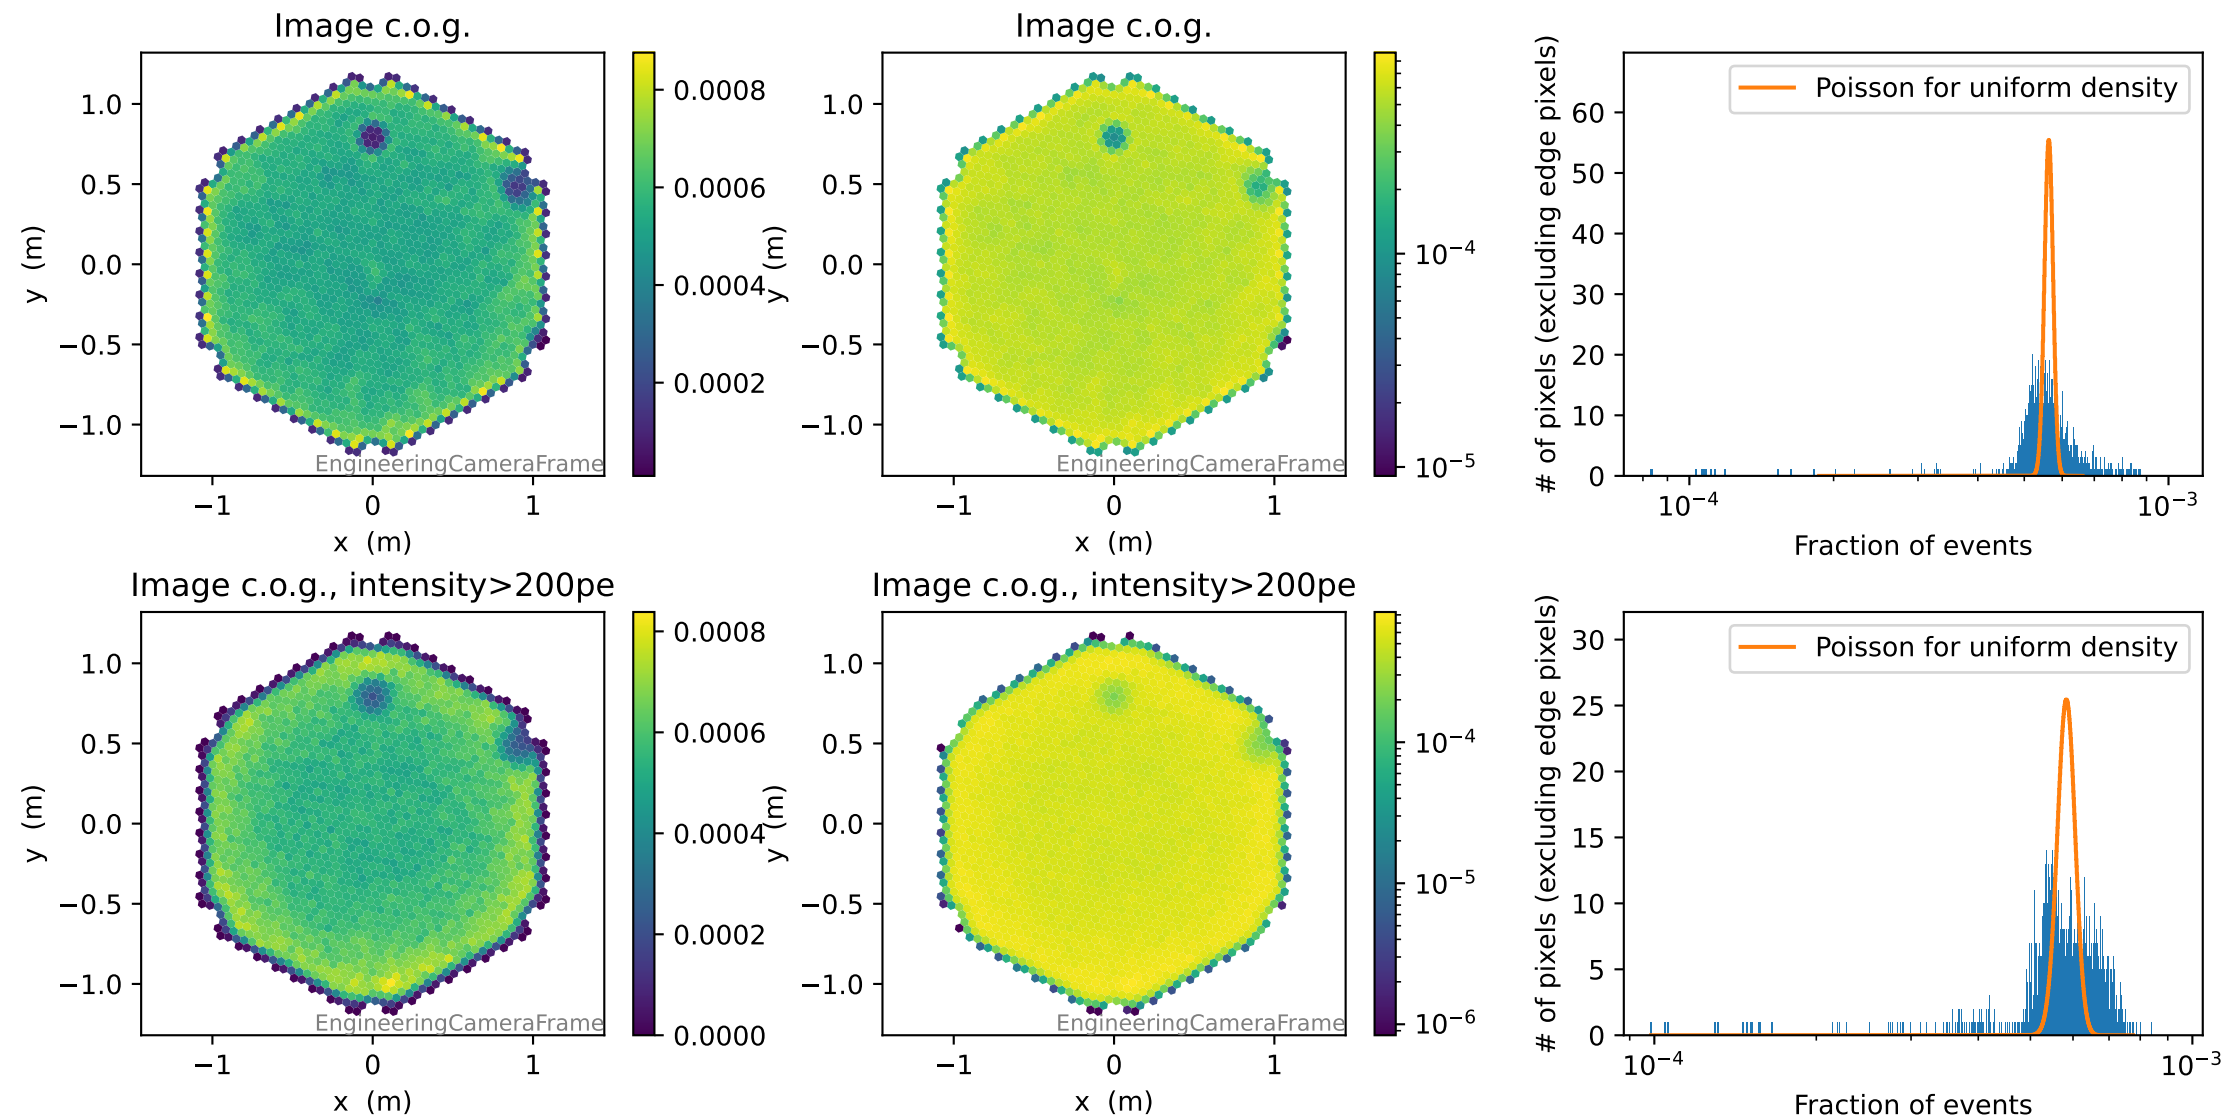 Image c.o.g.
1.0
0.5
0.0
−0.5
−1.0
y (m)
−1
0
1
x (m)
EngineeringCameraFrame
0.0008
0.0006
0.0004
0.0002
Image c.o.g.
1.0
0.5
0.0
−0.5
−1.0
y (m)
−1
0
1
x (m)
EngineeringCameraFrame
10⁻⁴
10⁻⁵
# of pixels (excluding edge pixels)
60
50
40
30
20
10
0
Poisson for uniform density
10⁻⁴
10⁻³
Fraction of events
Image c.o.g., intensity>200pe
1.0
0.5
0.0
−0.5
−1.0
y (m)
−1
0
1
x (m)
EngineeringCameraFrame
0.0008
0.0006
0.0004
0.0002
0.0000
Image c.o.g., intensity>200pe
1.0
0.5
0.0
−0.5
−1.0
y (m)
−1
0
1
x (m)
EngineeringCameraFrame
10⁻⁴
10⁻⁵
10⁻⁶
# of pixels (excluding edge pixels)
30
25
20
15
10
5
0
Poisson for uniform density
10⁻⁴
10⁻³
Fraction of events